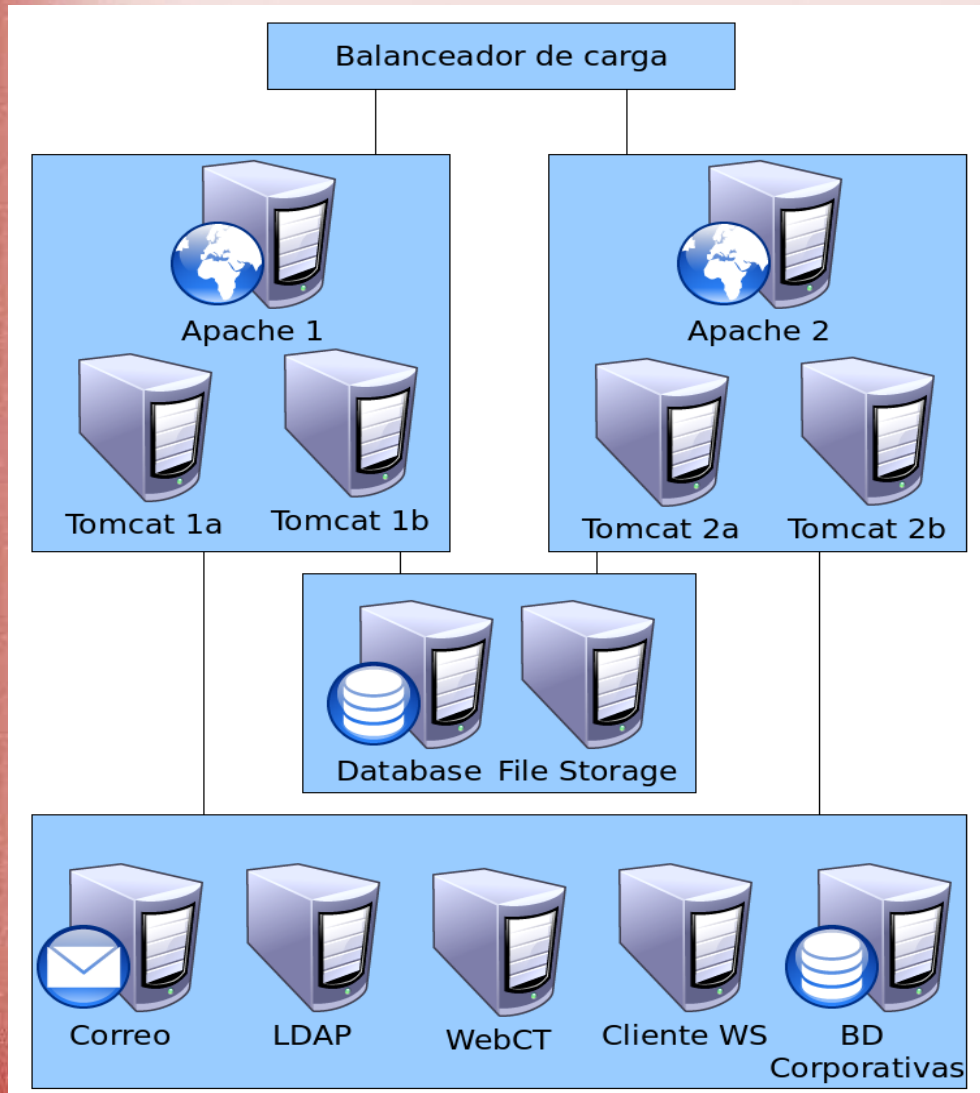 Balanceador de carga
Apache 1
Apache 2
Tomcat 1a
Tomcat 1b
Tomcat 2a
Tomcat 2b
Database
File Storage
Correo
LDAP
WebCT
Cliente WS
BD
Corporativas